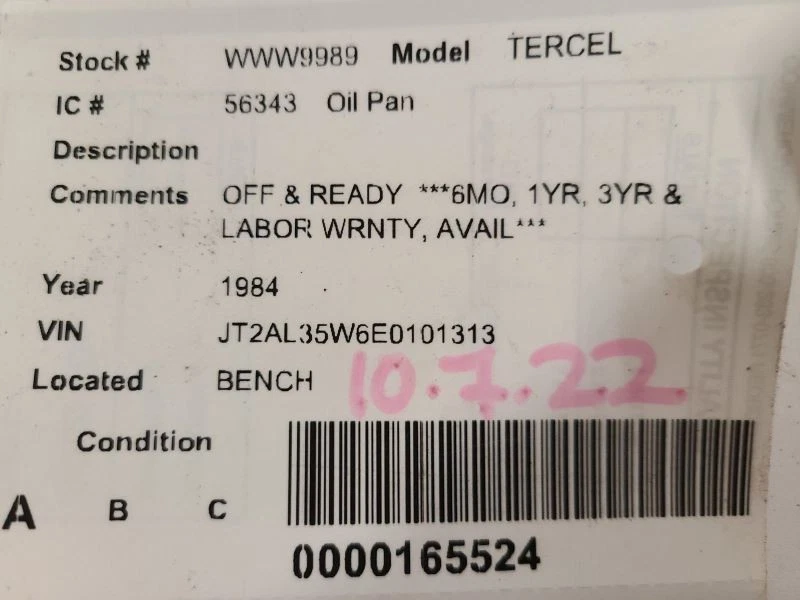 Stock # WWW9989 Model TERCEL
IC # 56343 Oil Pan
Description
Comments OFF & READY ***6MO, 1YR, 3YR &
LABOR WRNTY, AVAIL***
Year 1984
VIN JT2AL35W6E0101313
Located BENCH 10.7.22
Condition
A B C
0000165524